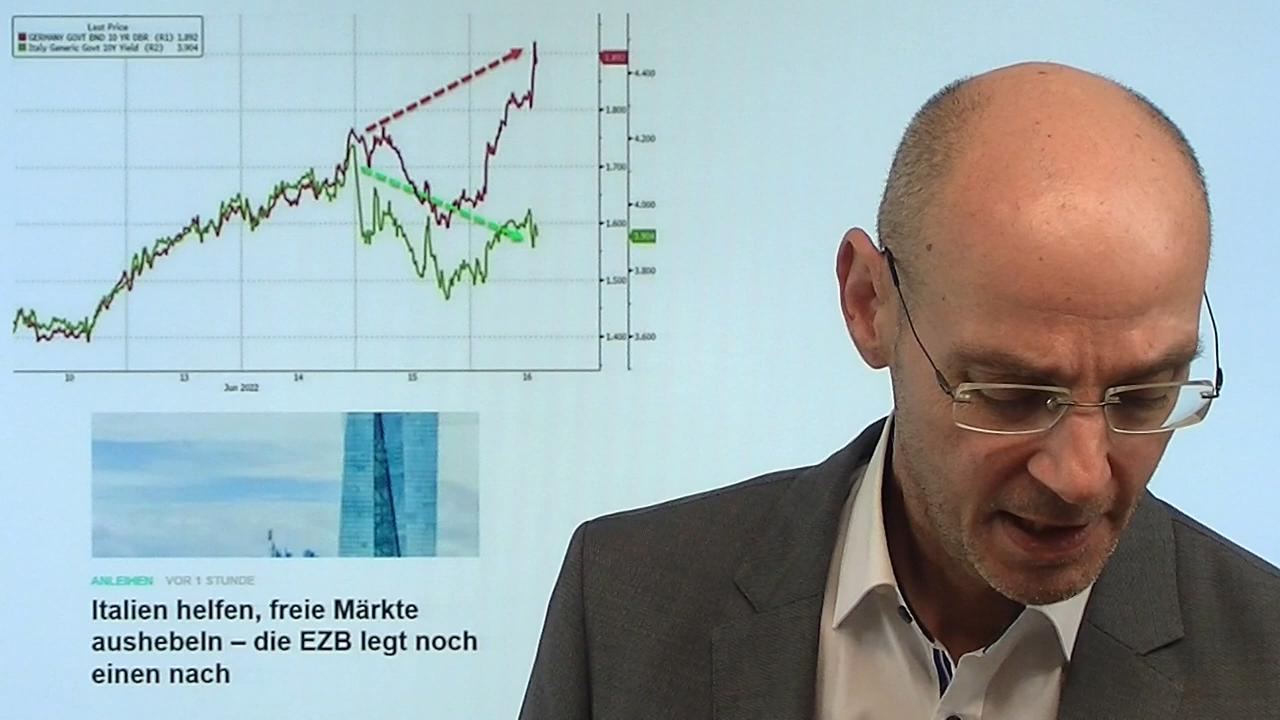 Last Price
GERMANY GOVT BND 10 YR DBR (R1) 1.892
Italy Generic Govt 10Y Yield (R2) 3.904
1.892
4.400
1.800
4.200
1.700
4.000
1.600
3.904
3.800
1.500
1.400 3.600
10 13 14 15 16
Jun 2022
ANLEIHEN VOR 1 STUNDE
Italien helfen, freie Märkte
aushebeln – die EZB legt noch
einen nach